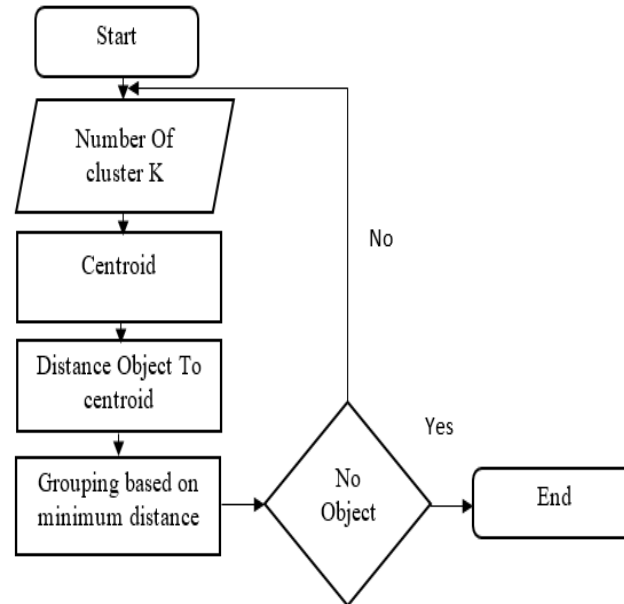 Start
Number Of
cluster K
Centroid
Distance Object To
centroid
Grouping based on
minimum distance
No
Object
No
Yes
End